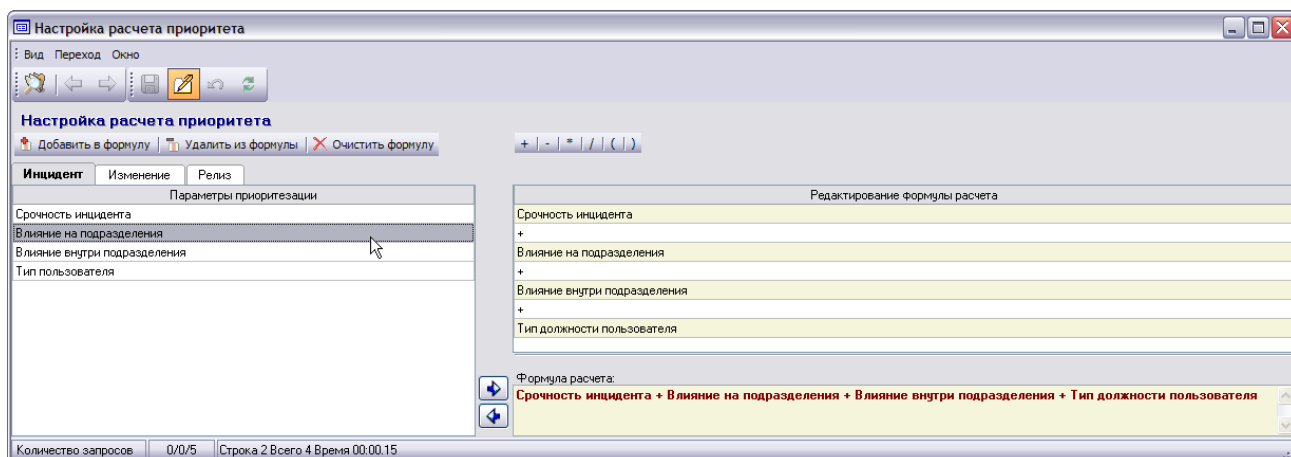 Настройка расчета приоритета
Вид Переход Окно
Настройка расчета приоритета
Добавить в формулу Удалить из формулы Очистить формулу + - * / ( )
Инцидент Изменение Релиз
Параметры приоритезации
Срочность инцидента
Влияние на подразделения
Влияние внутри подразделения
Тип пользователя
Редактирование формулы расчета
Срочность инцидента
+
Влияние на подразделения
+
Влияние внутри подразделения
+
Тип должности пользователя
Формула расчета:
Срочность инцидента + Влияние на подразделения + Влияние внутри подразделения + Тип должности пользователя
Количество запросов 0/0/5 Строка 2 Всего 4 Время 00:00.15